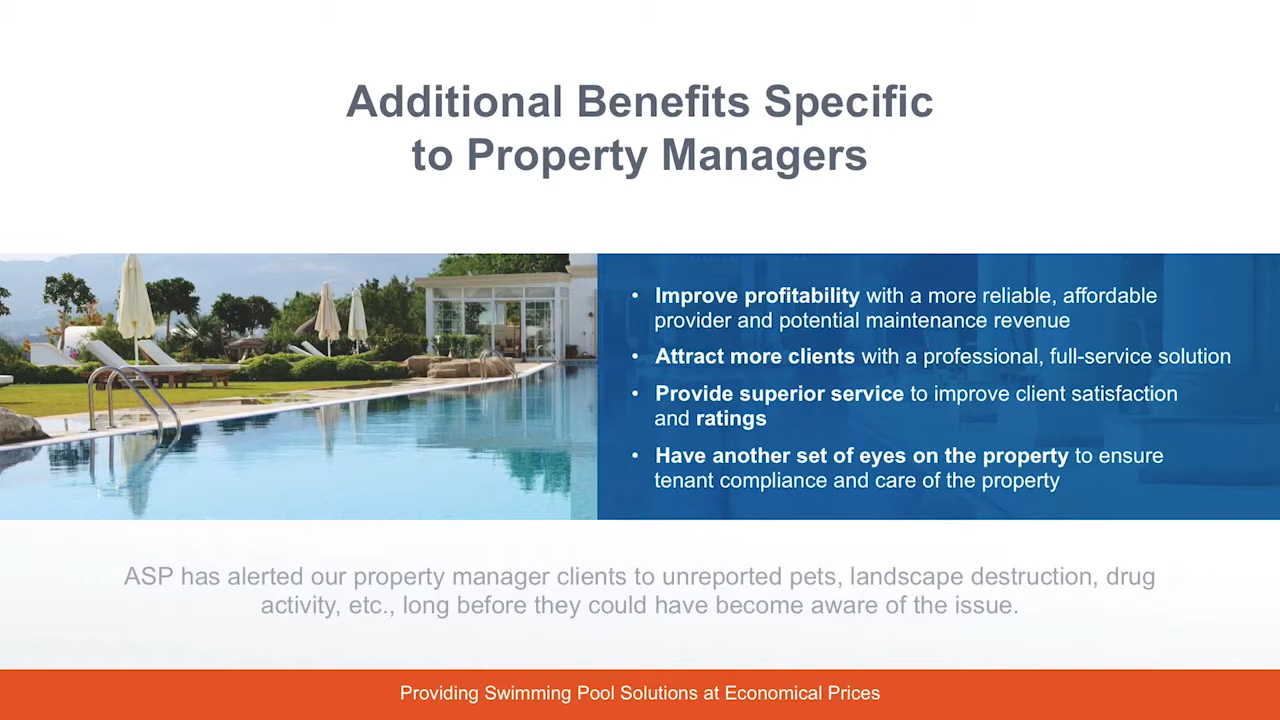 Additional Benefits Specific
to Property Managers
• Improve profitability with a more reliable, affordable
provider and potential maintenance revenue
• Attract more clients with a professional, full-service solution
• Provide superior service to improve client satisfaction
and ratings
• Have another set of eyes on the property to ensure
tenant compliance and care of the property
ASP has alerted our property manager clients to unreported pets, landscape destruction, drug
activity, etc., long before they could have become aware of the issue.
Providing Swimming Pool Solutions at Economical Prices